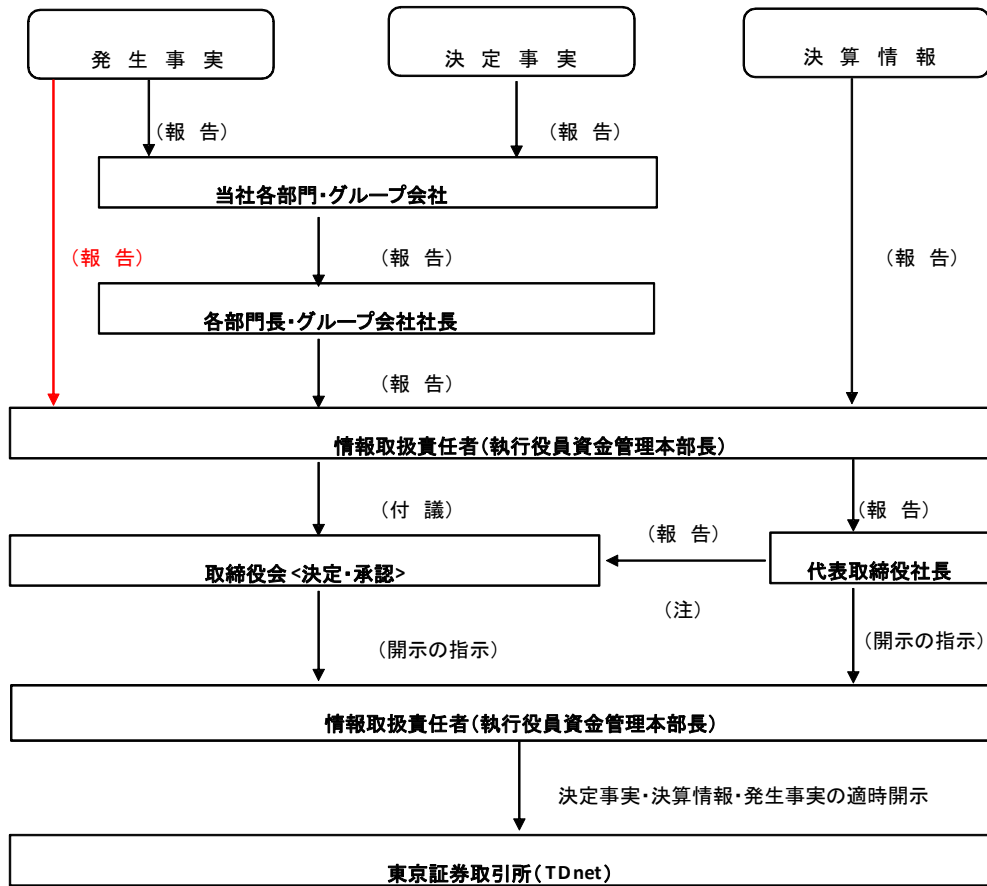 発 生 事 実
決 定 事 実
決 算 情 報
（報 告）
（報 告）
当社各部門・グループ会社
（報 告）
（報 告）
（報 告）
各部門長・グループ会社社長
（報 告）
情報取扱責任者（執行役員資金管理本部長）
（付 議）
（報 告）
（報 告）
取締役会<決定・承認>
代表取締役社長
（注）
（開示の指示）
（開示の指示）
情報取扱責任者（執行役員資金管理本部長）
決定事実・決算情報・発生事実の適時開示
東京証券取引所（TDnet）